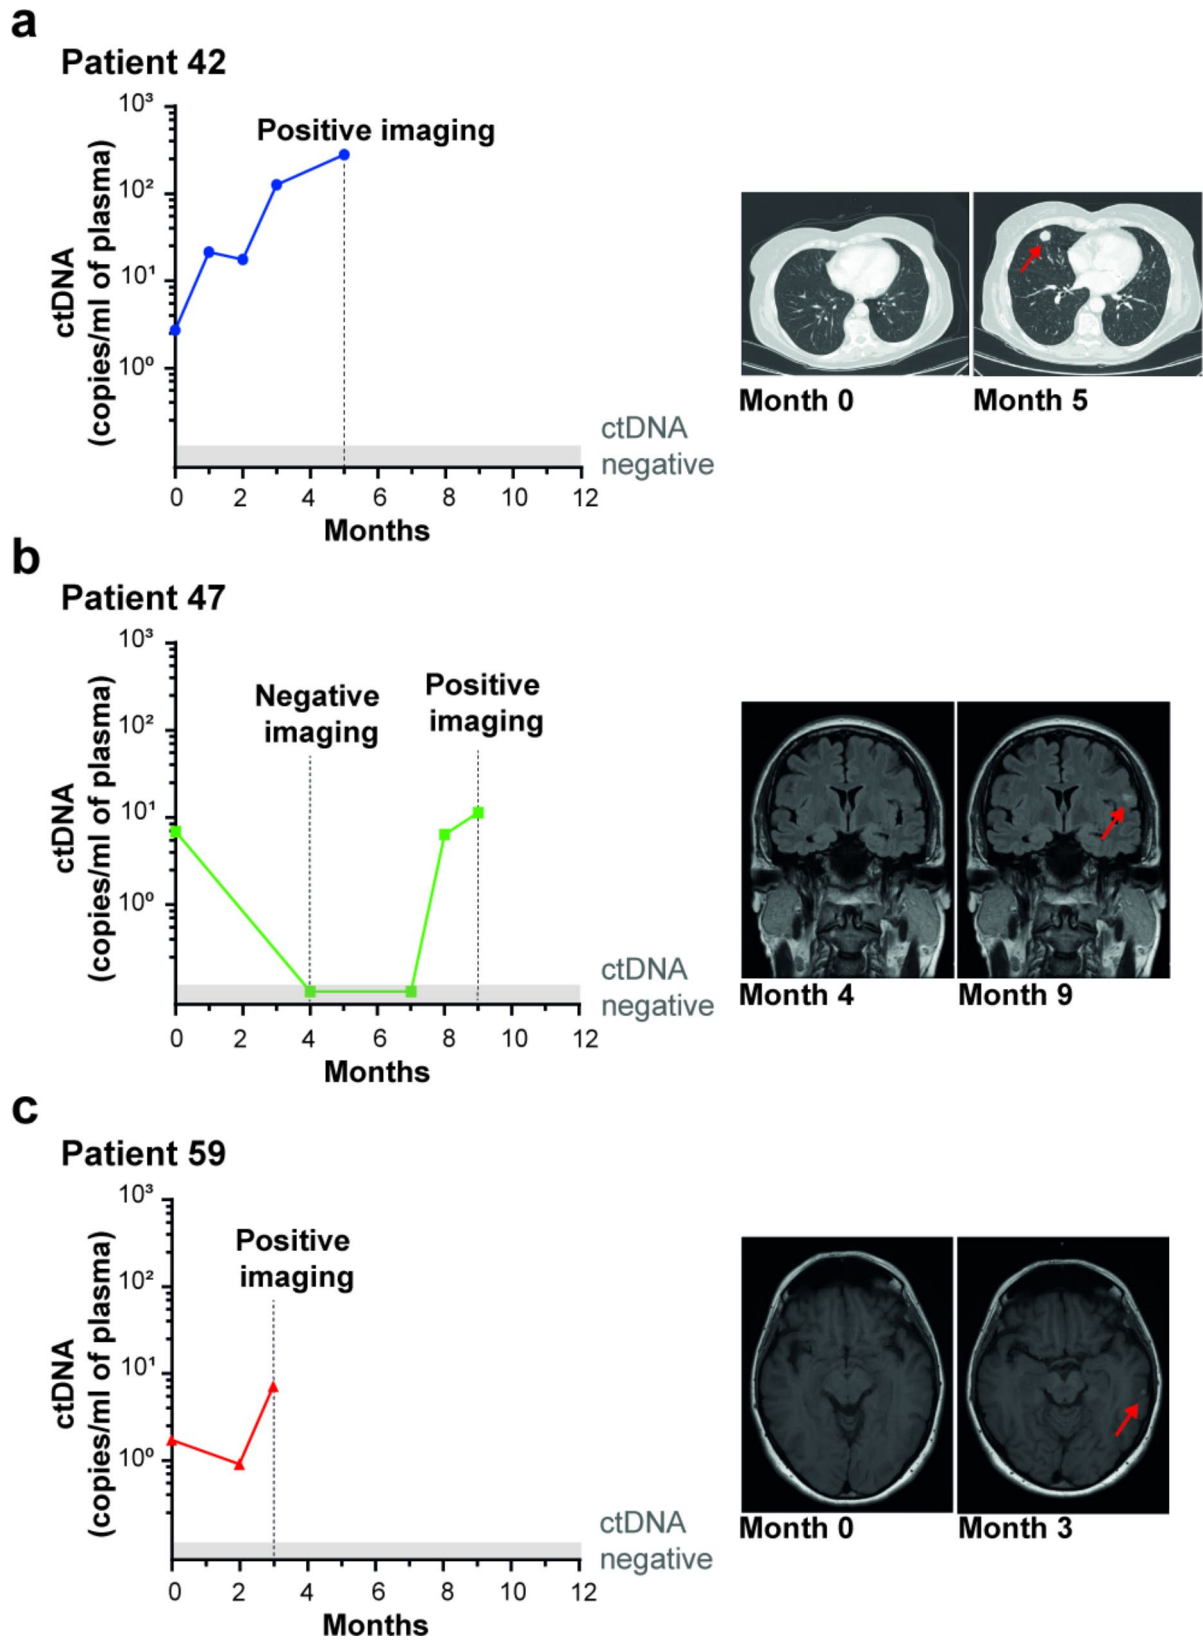 a
Patient 42
Positive imaging
10³
10²
10¹
10⁰
ctDNA
(copies/ml of plasma)
ctDNA
negative
0 2 4 6 8 10 12
Months
Month 0 Month 5
b
Patient 47
Negative
imaging
Positive
imaging
10³
10²
10¹
10⁰
ctDNA
(copies/ml of plasma)
ctDNA
negative
0 2 4 6 8 10 12
Months
Month 4 Month 9
c
Patient 59
Positive
imaging
10³
10²
10¹
10⁰
ctDNA
(copies/ml of plasma)
ctDNA
negative
0 2 4 6 8 10 12
Months
Month 0 Month 3